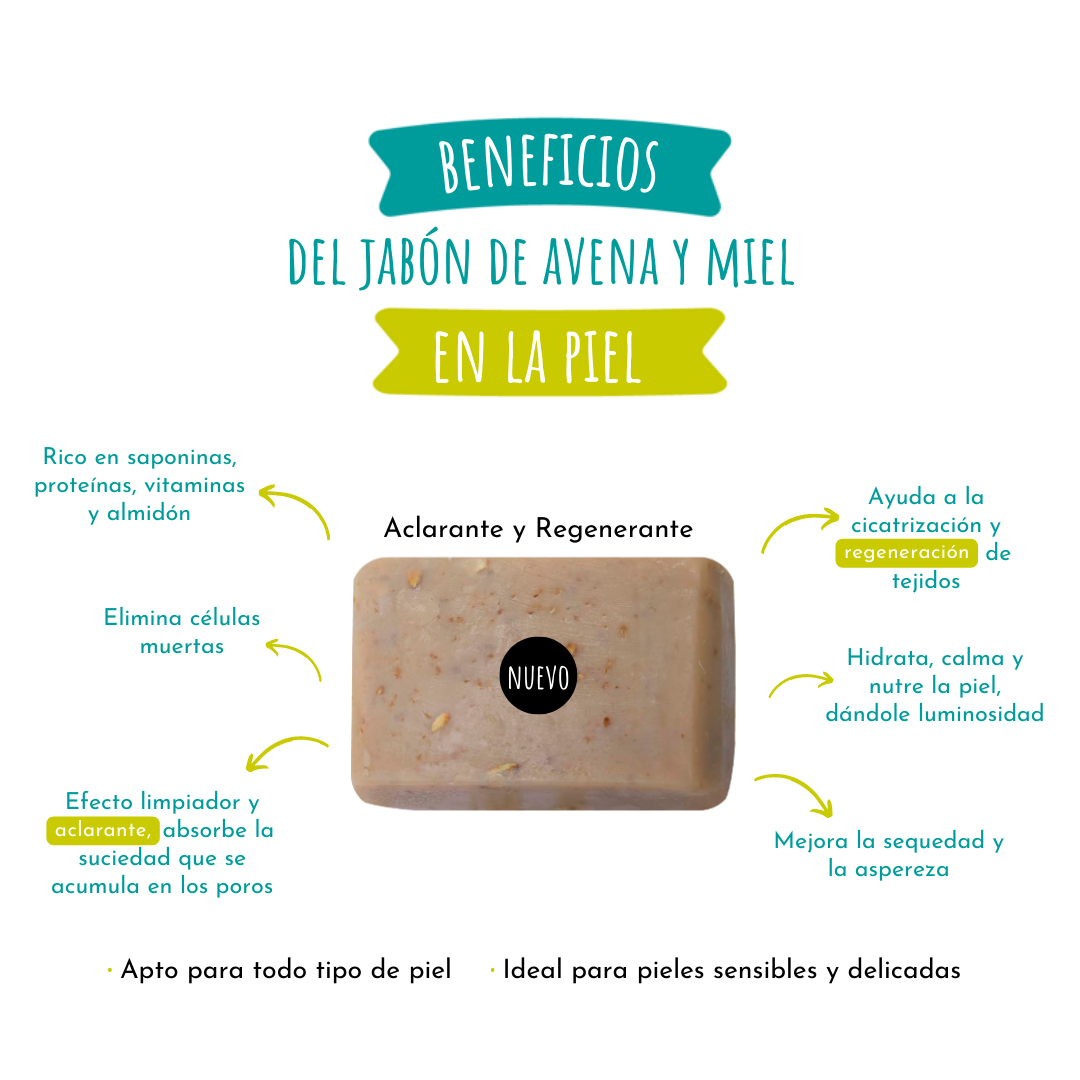 BENEFICIOS
DEL JABÓN DE AVENA Y MIEL
EN LA PIEL
Rico en saponinas,
proteínas, vitaminas
y almidón
Elimina células
muertas
Efecto limpiador y
aclarante, absorbe la
suciedad que se
acumula en los poros
Aclarante y Regenerante
NUEVO
Ayuda a la
cicatrización y
regeneración de
tejidos
Hidrata, calma y
nutre la piel,
dándole luminosidad
Mejora la sequedad y
la aspereza
· Apto para todo tipo de piel
· Ideal para pieles sensibles y delicadas